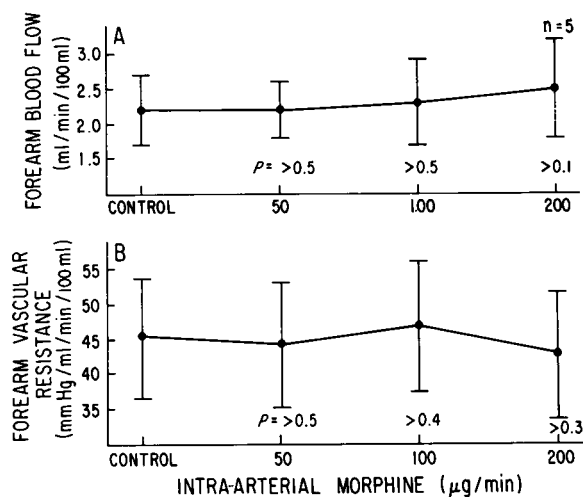 A
n=5
FOREARM BLOOD FLOW
(ml/min/100ml)
3.0
2.5
2.0
1.5
P= >0.5 >0.5 >0.1
CONTROL 50 100 200
B
FOREARM VASCULAR
RESISTANCE
(mm Hg/ml/min/100ml)
55
50
45
40
35
30
P= >0.5 >0.4 >0.3
CONTROL 50 100 200
INTRA-ARTERIAL MORPHINE (μg/min)